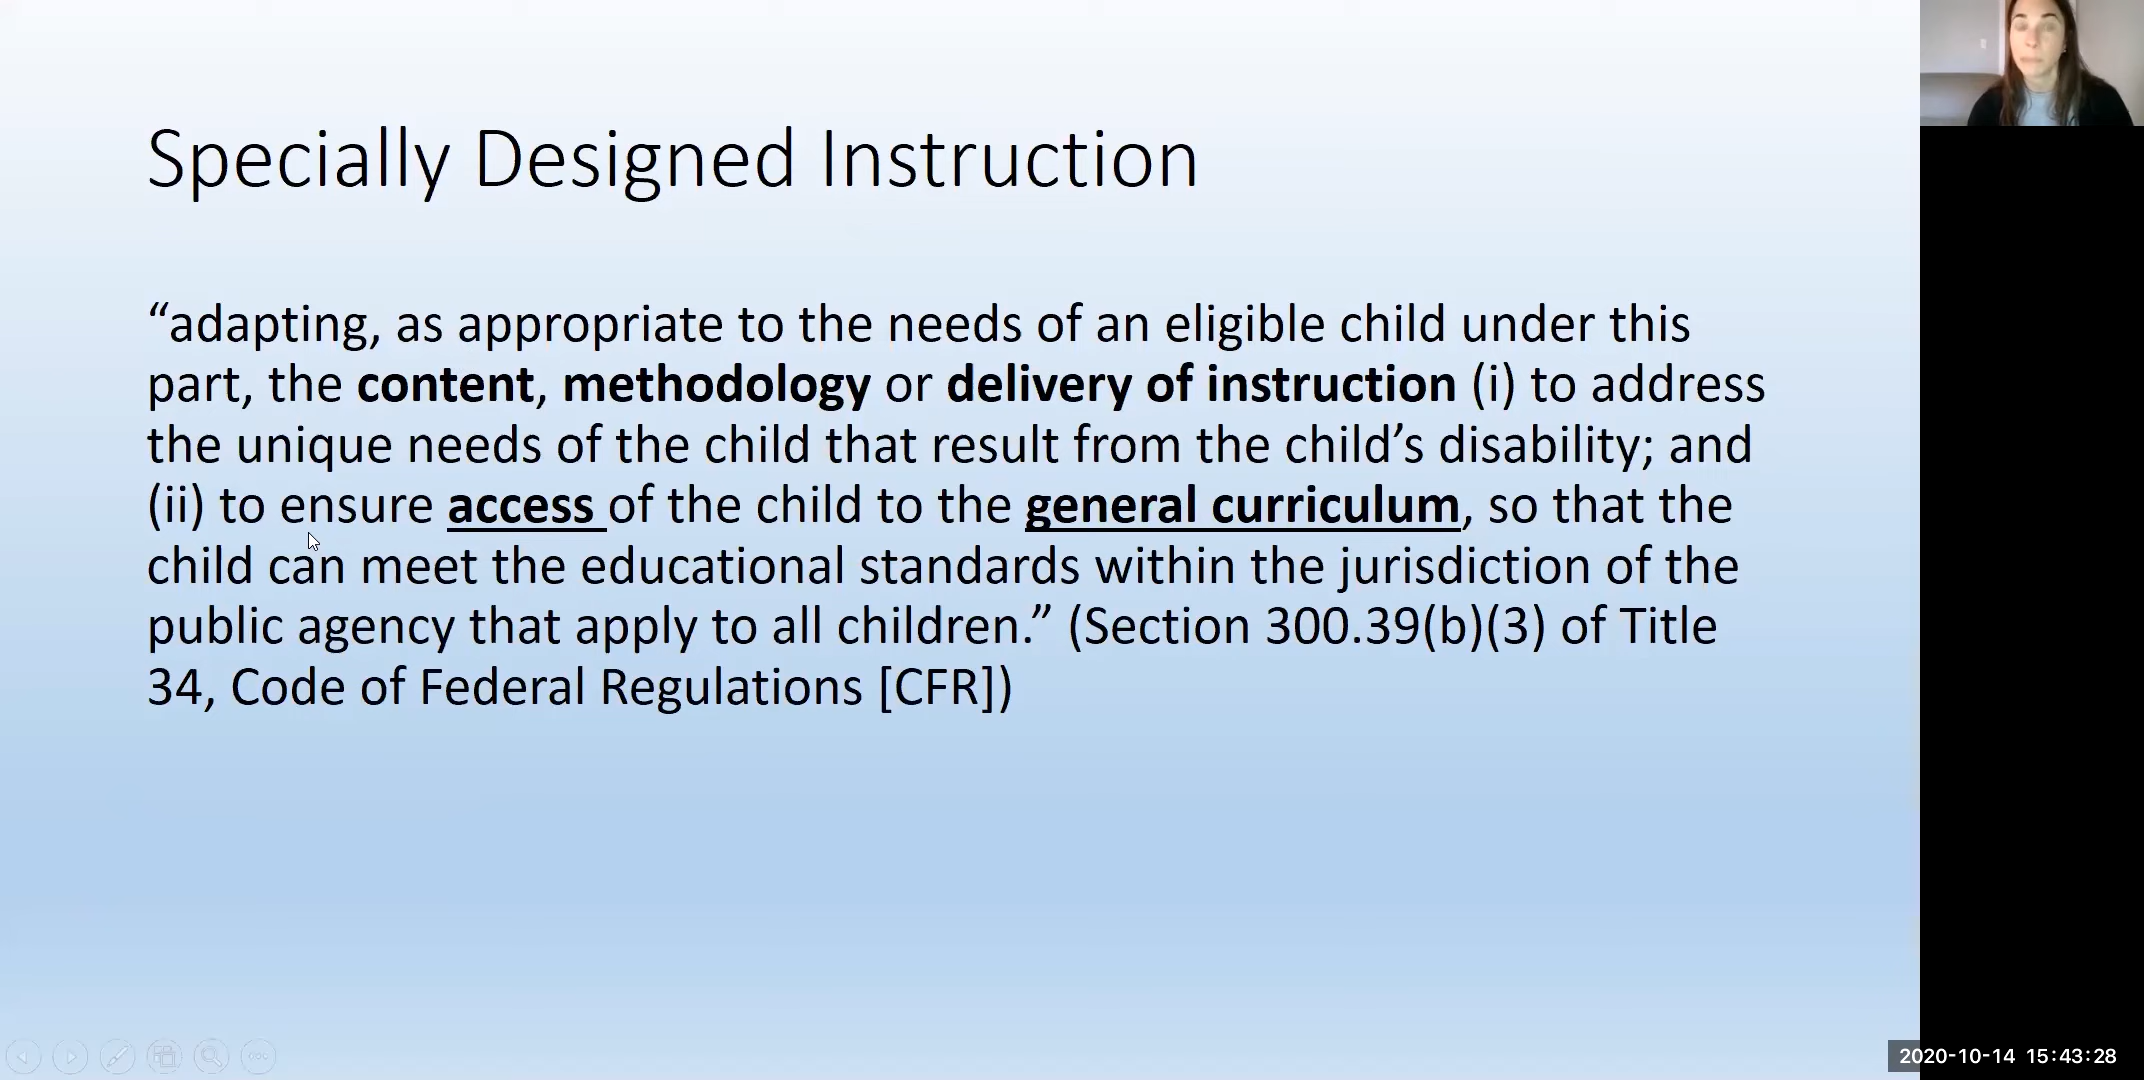 Specially Designed Instruction
“adapting, as appropriate to the needs of an eligible child under this
part, the content, methodology or delivery of instruction (i) to address
the unique needs of the child that result from the child’s disability; and
(ii) to ensure access of the child to the general curriculum, so that the
child can meet the educational standards within the jurisdiction of the
public agency that apply to all children.” (Section 300.39(b)(3) of Title
34, Code of Federal Regulations [CFR])
2020-10-14 15:43:28